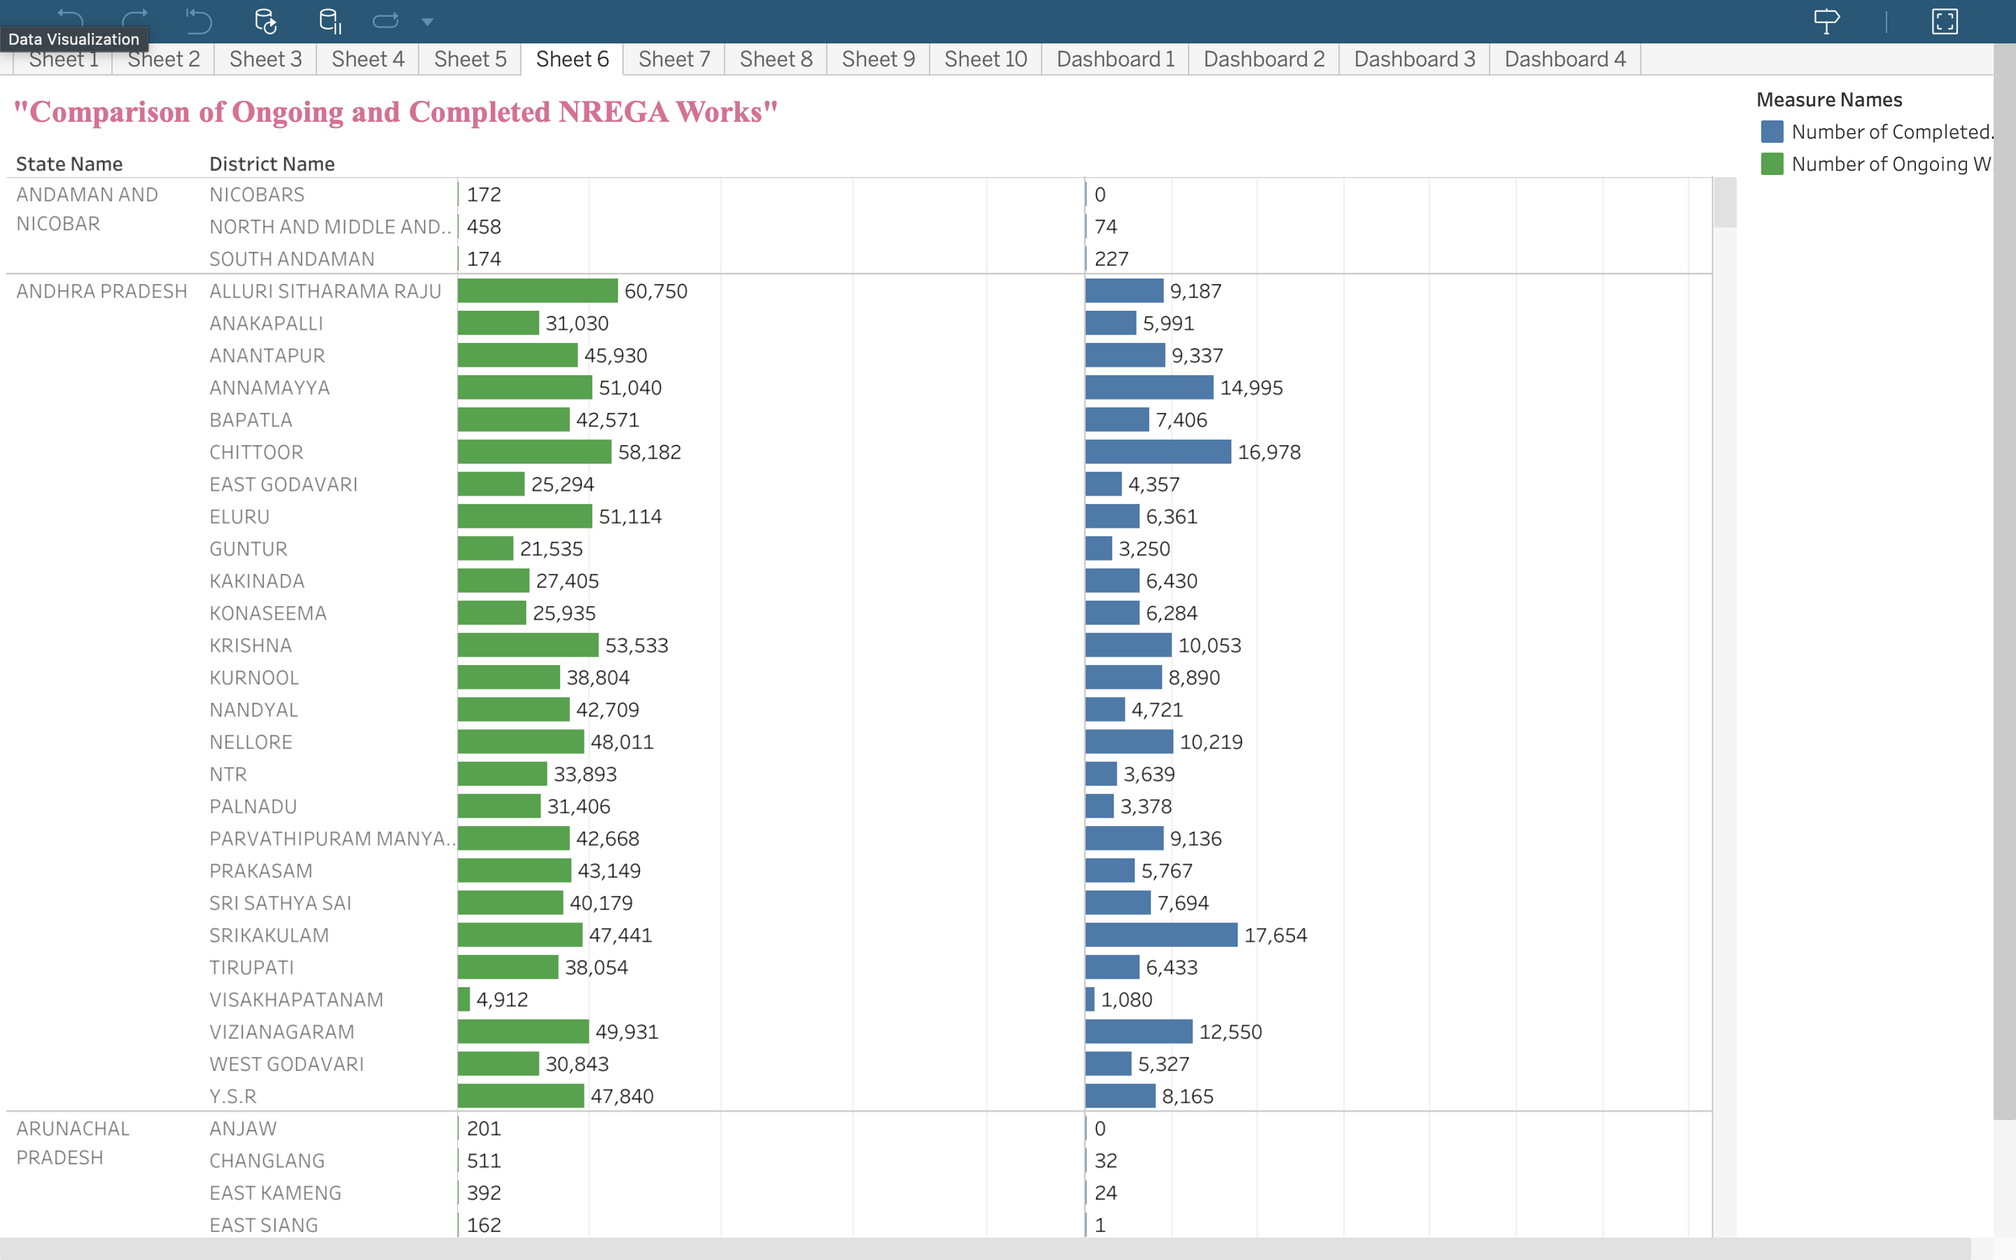 Data Visualization
Sheet 1 Sheet 2 Sheet 3 Sheet 4 Sheet 5 Sheet 6 Sheet 7 Sheet 8 Sheet 9 Sheet 10 Dashboard 1 Dashboard 2 Dashboard 3 Dashboard 4
"Comparison of Ongoing and Completed NREGA Works"
Measure Names
Number of Completed.
Number of Ongoing W
State Name District Name
ANDAMAN AND NICOBAR NICOBARS 172 0
NORTH AND MIDDLE AND.. 458 74
SOUTH ANDAMAN 174 227
ANDHRA PRADESH ALLURI SITHARAMA RAJU 60,750 9,187
ANAKAPALLI 31,030 5,991
ANANTAPUR 45,930 9,337
ANNAMAYYA 51,040 14,995
BAPATLA 42,571 7,406
CHITTOOR 58,182 16,978
EAST GODAVARI 25,294 4,357
ELURU 51,114 6,361
GUNTUR 21,535 3,250
KAKINADA 27,405 6,430
KONASEEMA 25,935 6,284
KRISHNA 53,533 10,053
KURNOOL 38,804 8,890
NANDYAL 42,709 4,721
NELLORE 48,011 10,219
NTR 33,893 3,639
PALNADU 31,406 3,378
PARVATHIPURAM MANYA.. 42,668 9,136
PRAKASAM 43,149 5,767
SRI SATHYA SAI 40,179 7,694
SRIKAKULAM 47,441 17,654
TIRUPATI 38,054 6,433
VISAKHAPATANAM 4,912 1,080
VIZIANAGARAM 49,931 12,550
WEST GODAVARI 30,843 5,327
Y.S.R 47,840 8,165
ARUNACHAL PRADESH ANJAW 201 0
CHANGLANG 511 32
EAST KAMENG 392 24
EAST SIANG 162 1